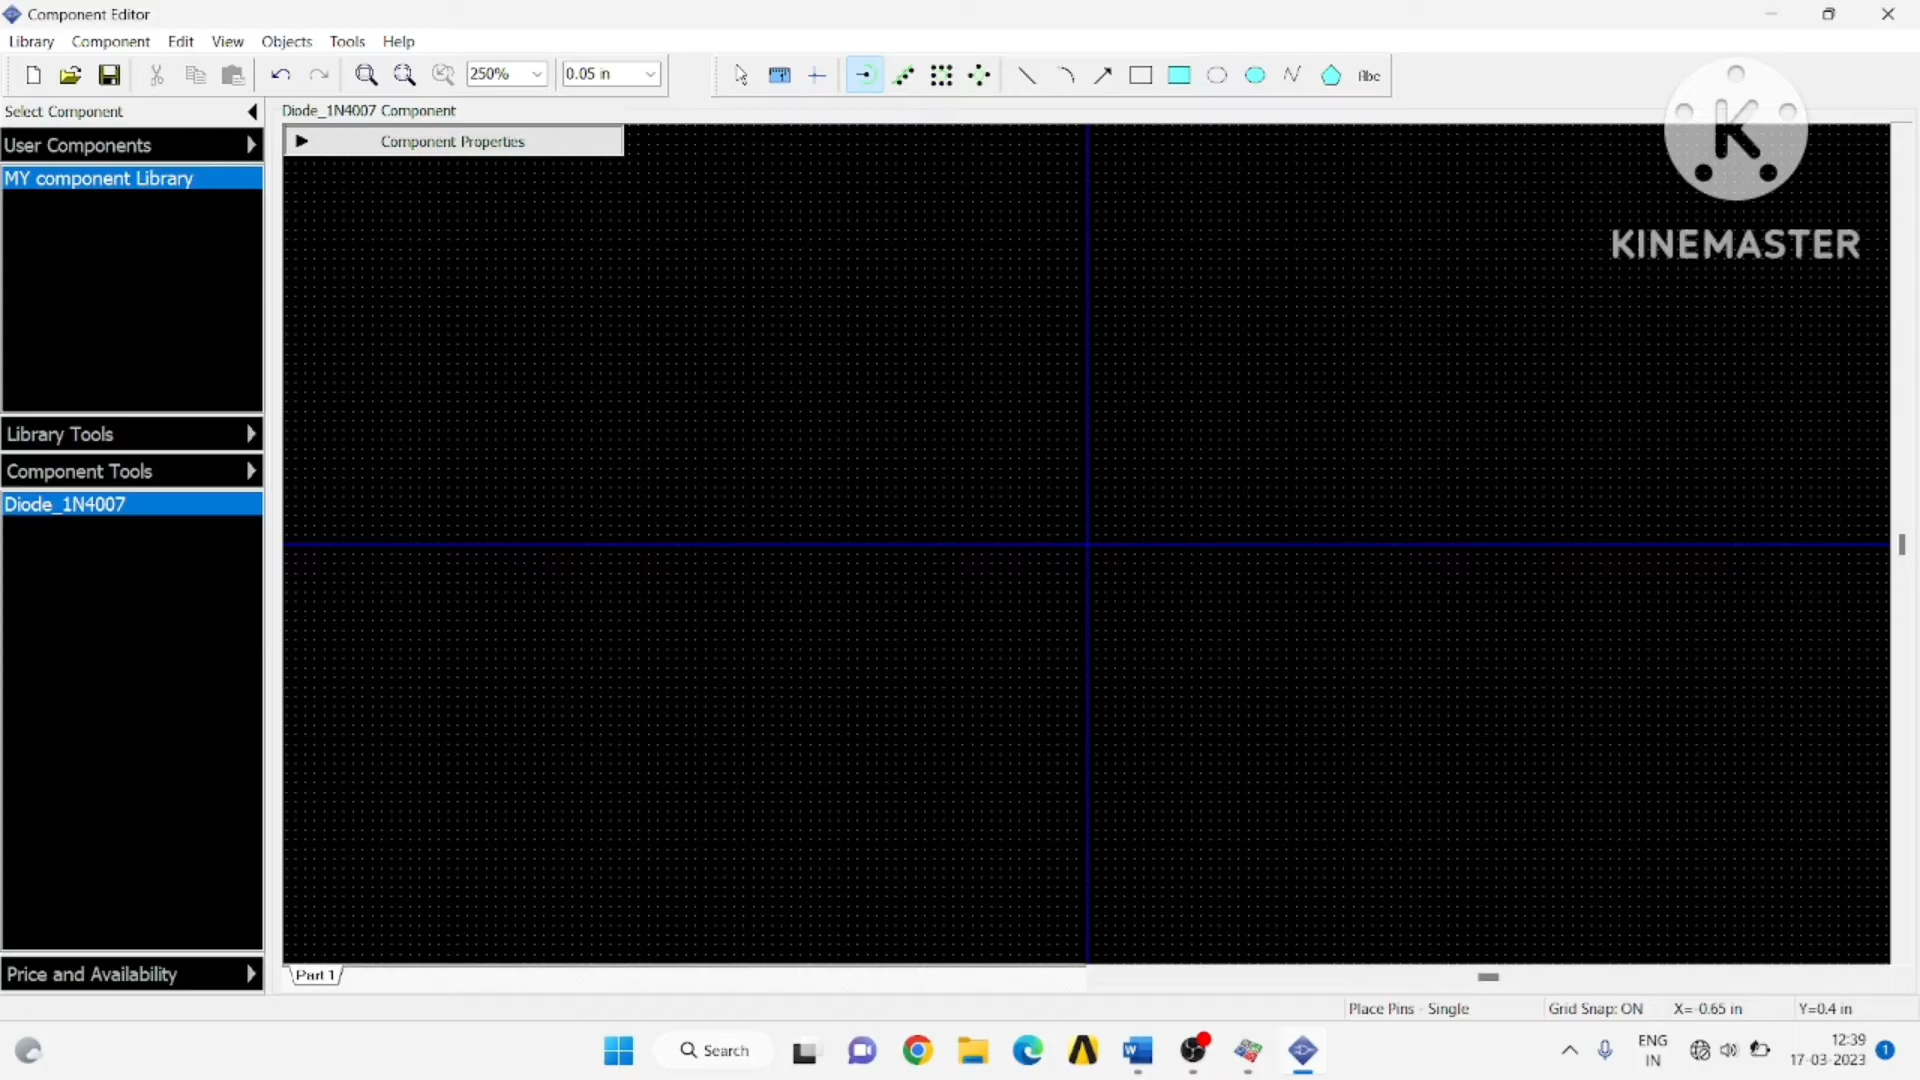 Component Editor
Library Component Edit View Objects Tools Help
250% 0.05 in Abc
Select Component
Diode_1N4007 Component
User Components
Component Properties
MY component Library
KINEMASTER
Library Tools
Component Tools
Diode_1N4007
Price and Availability
Part 1
Place Pins - Single Grid Snap: ON X=-0.65 in Y=0.4 in
Search
ENG
IN
12:39
17-03-2023
1